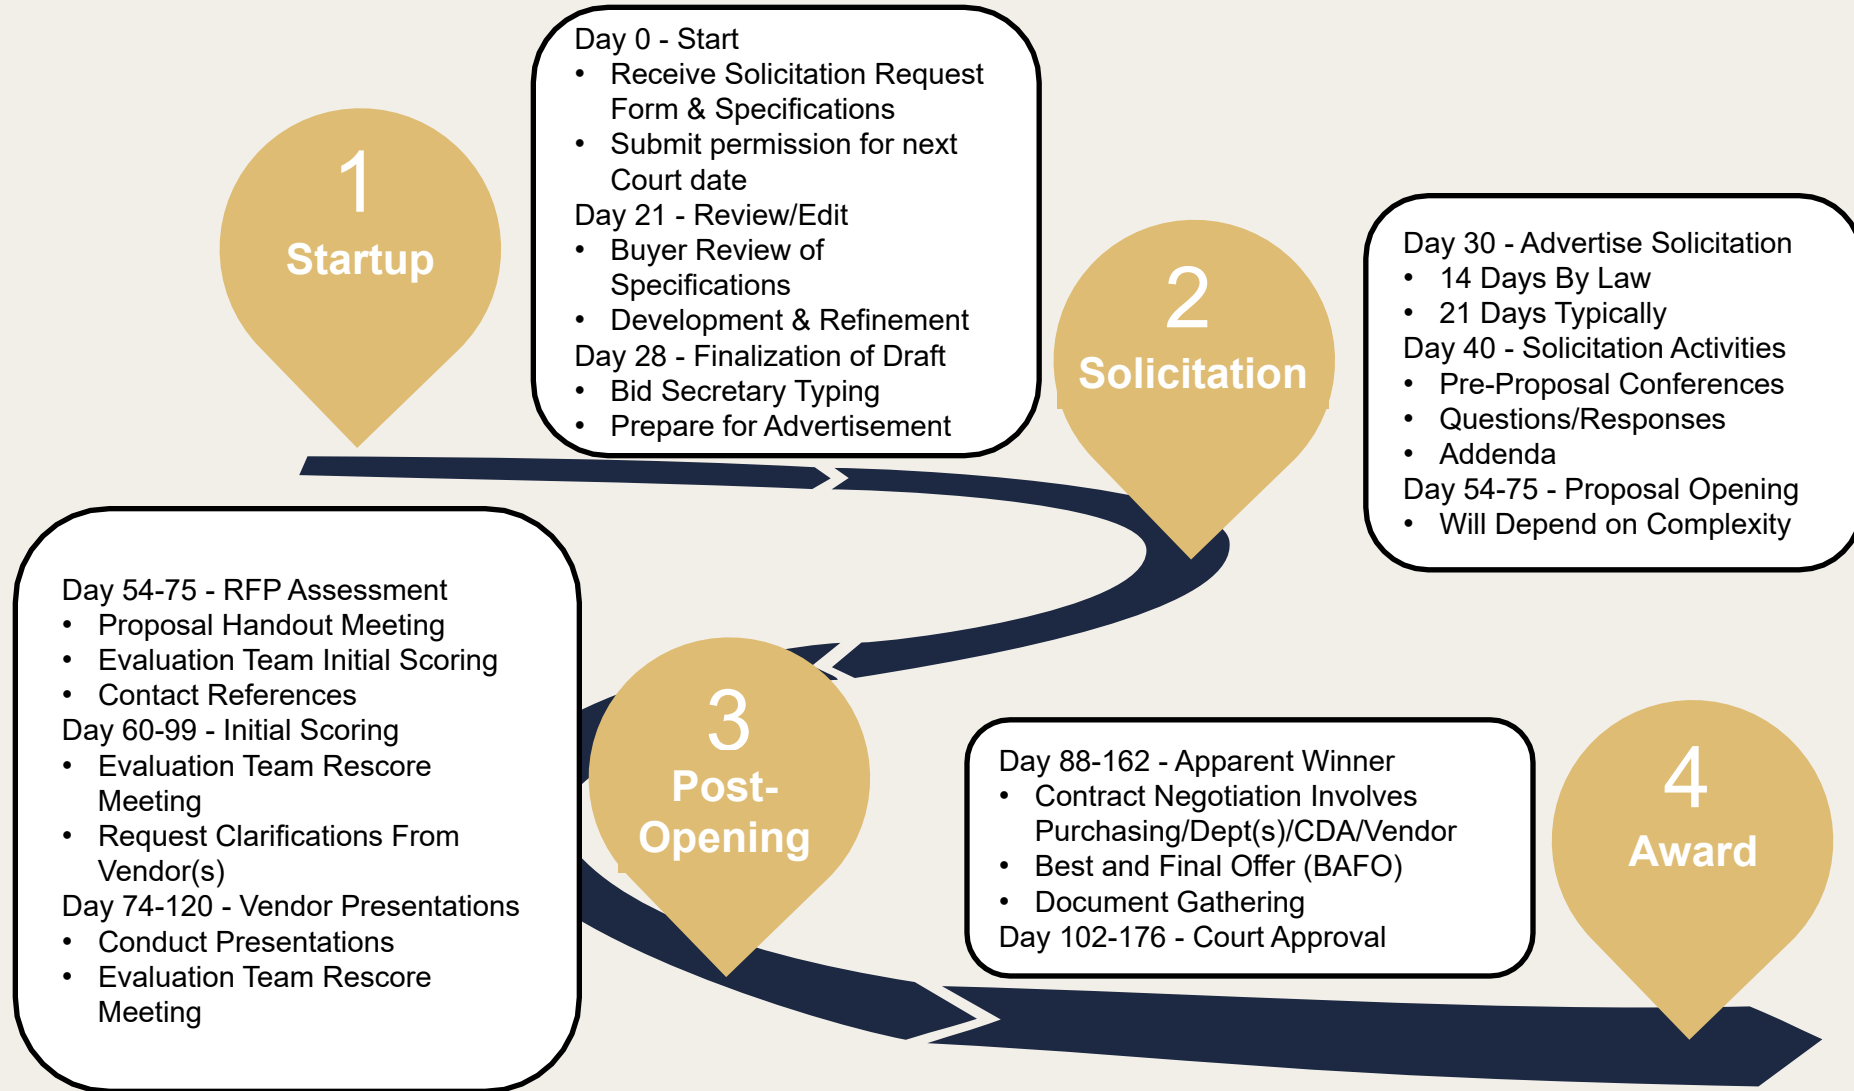 1
Startup
Day 0 - Start
• Receive Solicitation Request
Form & Specifications
• Submit permission for next
Court date
Day 21 - Review/Edit
• Buyer Review of
Specifications
• Development & Refinement
Day 28 - Finalization of Draft
• Bid Secretary Typing
• Prepare for Advertisement
2
Solicitation
Day 30 - Advertise Solicitation
• 14 Days By Law
• 21 Days Typically
Day 40 - Solicitation Activities
• Pre-Proposal Conferences
• Questions/Responses
• Addenda
Day 54-75 - Proposal Opening
• Will Depend on Complexity
Day 54-75 - RFP Assessment
• Proposal Handout Meeting
• Evaluation Team Initial Scoring
• Contact References
Day 60-99 - Initial Scoring
• Evaluation Team Rescore
Meeting
• Request Clarifications From
Vendor(s)
Day 74-120 - Vendor Presentations
• Conduct Presentations
• Evaluation Team Rescore
Meeting
3
Post-
Opening
Day 88-162 - Apparent Winner
• Contract Negotiation Involves
Purchasing/Dept(s)/CDA/Vendor
• Best and Final Offer (BAFO)
• Document Gathering
Day 102-176 - Court Approval
4
Award